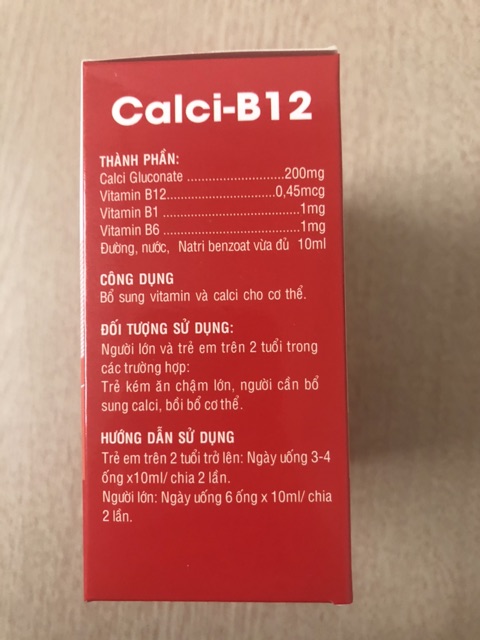 Calci-B12
THÀNH PHẦN:
Calci Gluconate ...........................200mg
Vitamin B12..............................0,45mcg
Vitamin B1 ......................................1mg
Vitamin B6 ......................................1mg
Đường, nước, Natri benzoat vừa đủ 10ml
CÔNG DỤNG
Bổ sung vitamin và calci cho cơ thể.
ĐỐI TƯỢNG SỬ DỤNG:
Người lớn và trẻ em trên 2 tuổi trong
các trường hợp:
Trẻ kém ăn chậm lớn, người cần bổ
sung calci, bồi bổ cơ thể.
HƯỚNG DẪN SỬ DỤNG
Trẻ em trên 2 tuổi trở lên: Ngày uống 3-4
ống x10ml/ chia 2 lần.
Người lớn: Ngày uống 6 ống x 10ml/ chia
2 lần.